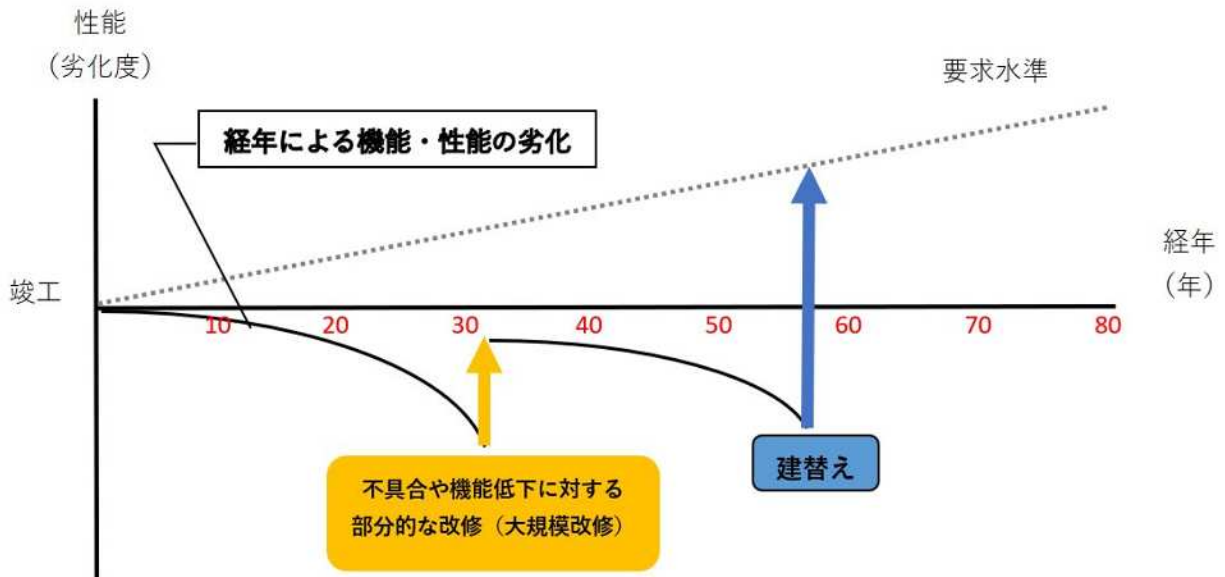 性能
（劣化度）
要求水準
経年による機能・性能の劣化
経年
（年）
竣工
10 20 30 40 50 60 70 80
不具合や機能低下に対する
部分的な改修（大規模改修）
建替え